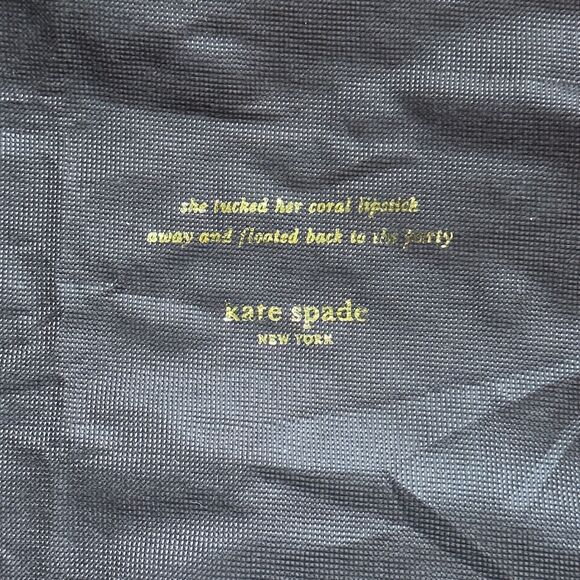 she tucked her coral lipstick
away and floated back to the party
kate spade
NEW YORK